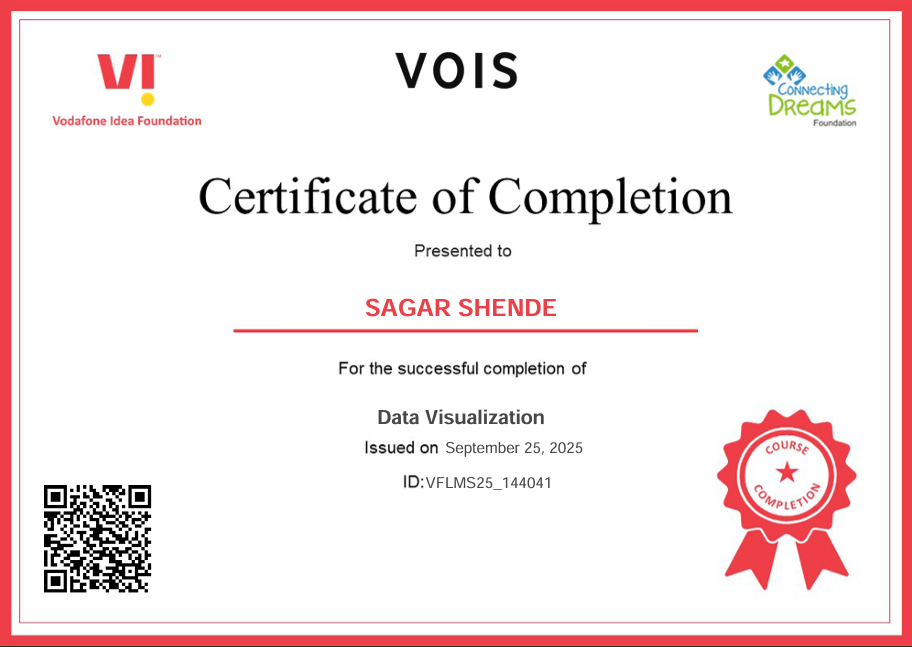 VI™
Vodafone Idea Foundation
VOIS
Connecting
Dreams
Foundation
Certificate of Completion
Presented to
SAGAR SHENDE
For the successful completion of
Data Visualization
Issued on September 25, 2025
ID:VFLMS25_144041
COURSE
COMPLETION